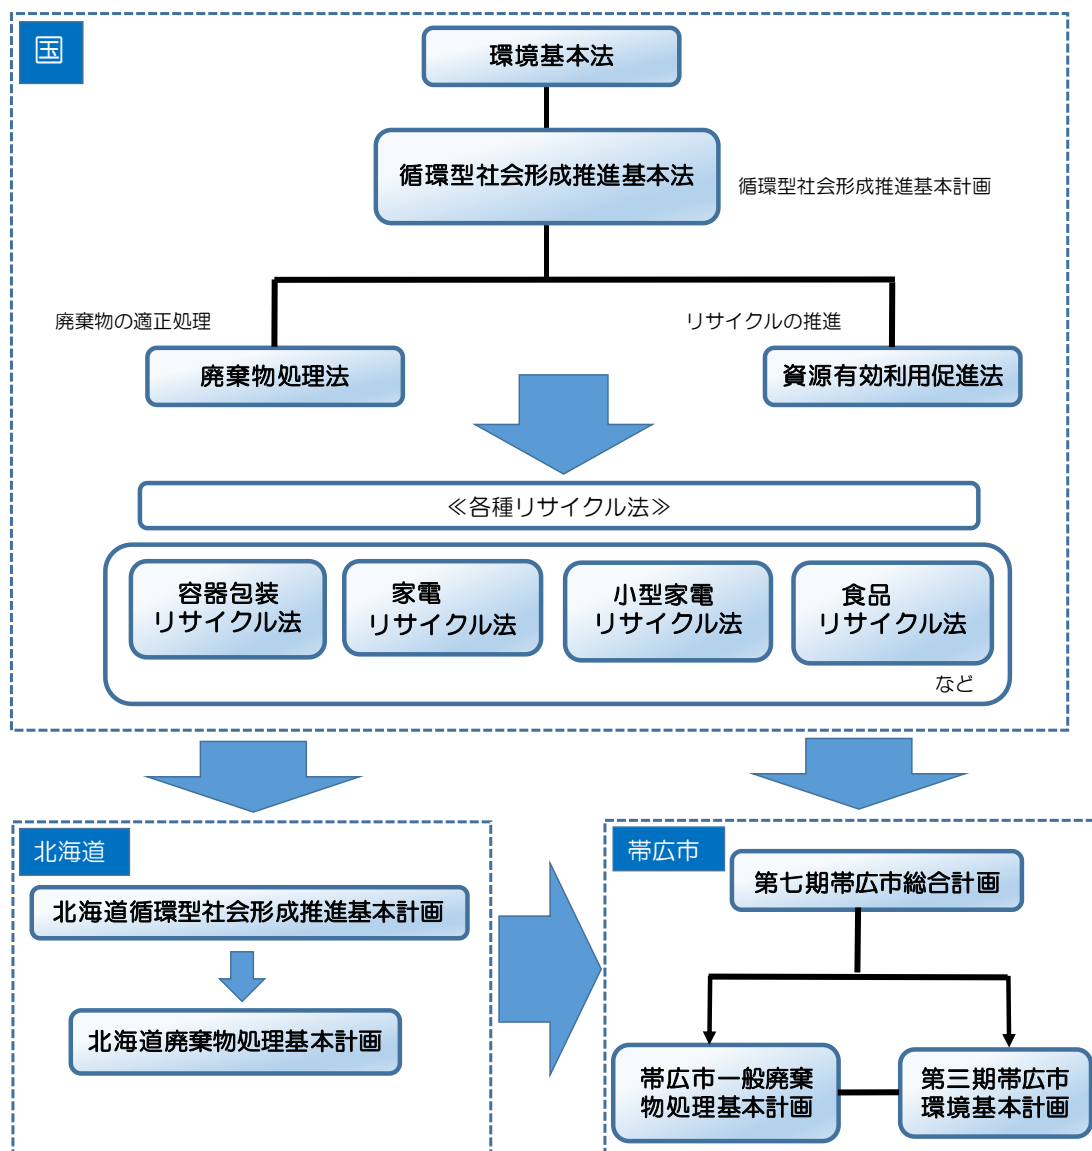 国
環境基本法
循環型社会形成推進基本法
循環型社会形成推進基本計画
廃棄物の適正処理
リサイクルの推進
廃棄物処理法
資源有効利用促進法
≪各種リサイクル法≫
容器包装
リサイクル法
家電
リサイクル法
小型家電
リサイクル法
食品
リサイクル法
など
北海道
北海道循環型社会形成推進基本計画
北海道廃棄物処理基本計画
帯広市
第七期帯広市総合計画
帯広市一般廃棄
物処理基本計画
第三期帯広市
環境基本計画